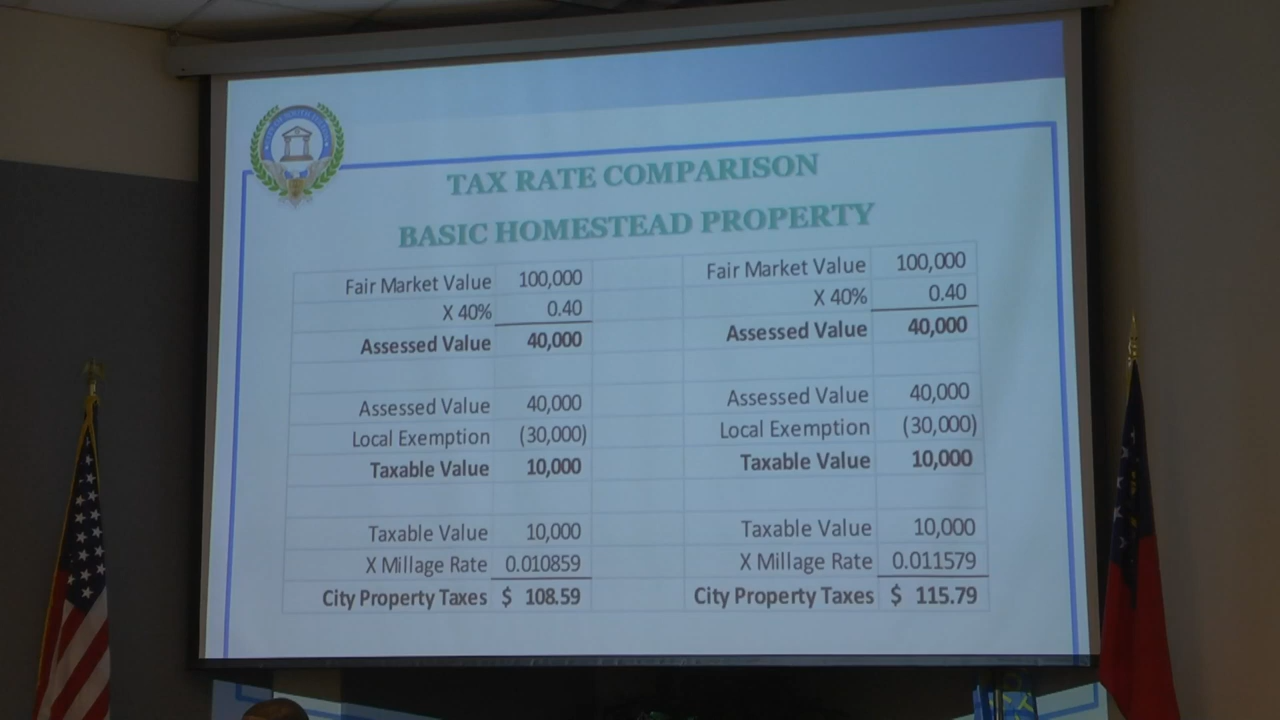 TAX RATE COMPARISON
BASIC HOMESTEAD PROPERTY
Fair Market Value 100,000 Fair Market Value 100,000
X 40% 0.40 X 40% 0.40
Assessed Value 40,000 Assessed Value 40,000
Assessed Value 40,000 Assessed Value 40,000
Local Exemption (30,000) Local Exemption (30,000)
Taxable Value 10,000 Taxable Value 10,000
Taxable Value 10,000 Taxable Value 10,000
X Millage Rate 0.010859 X Millage Rate 0.011579
City Property Taxes $ 108.59 City Property Taxes $ 115.79